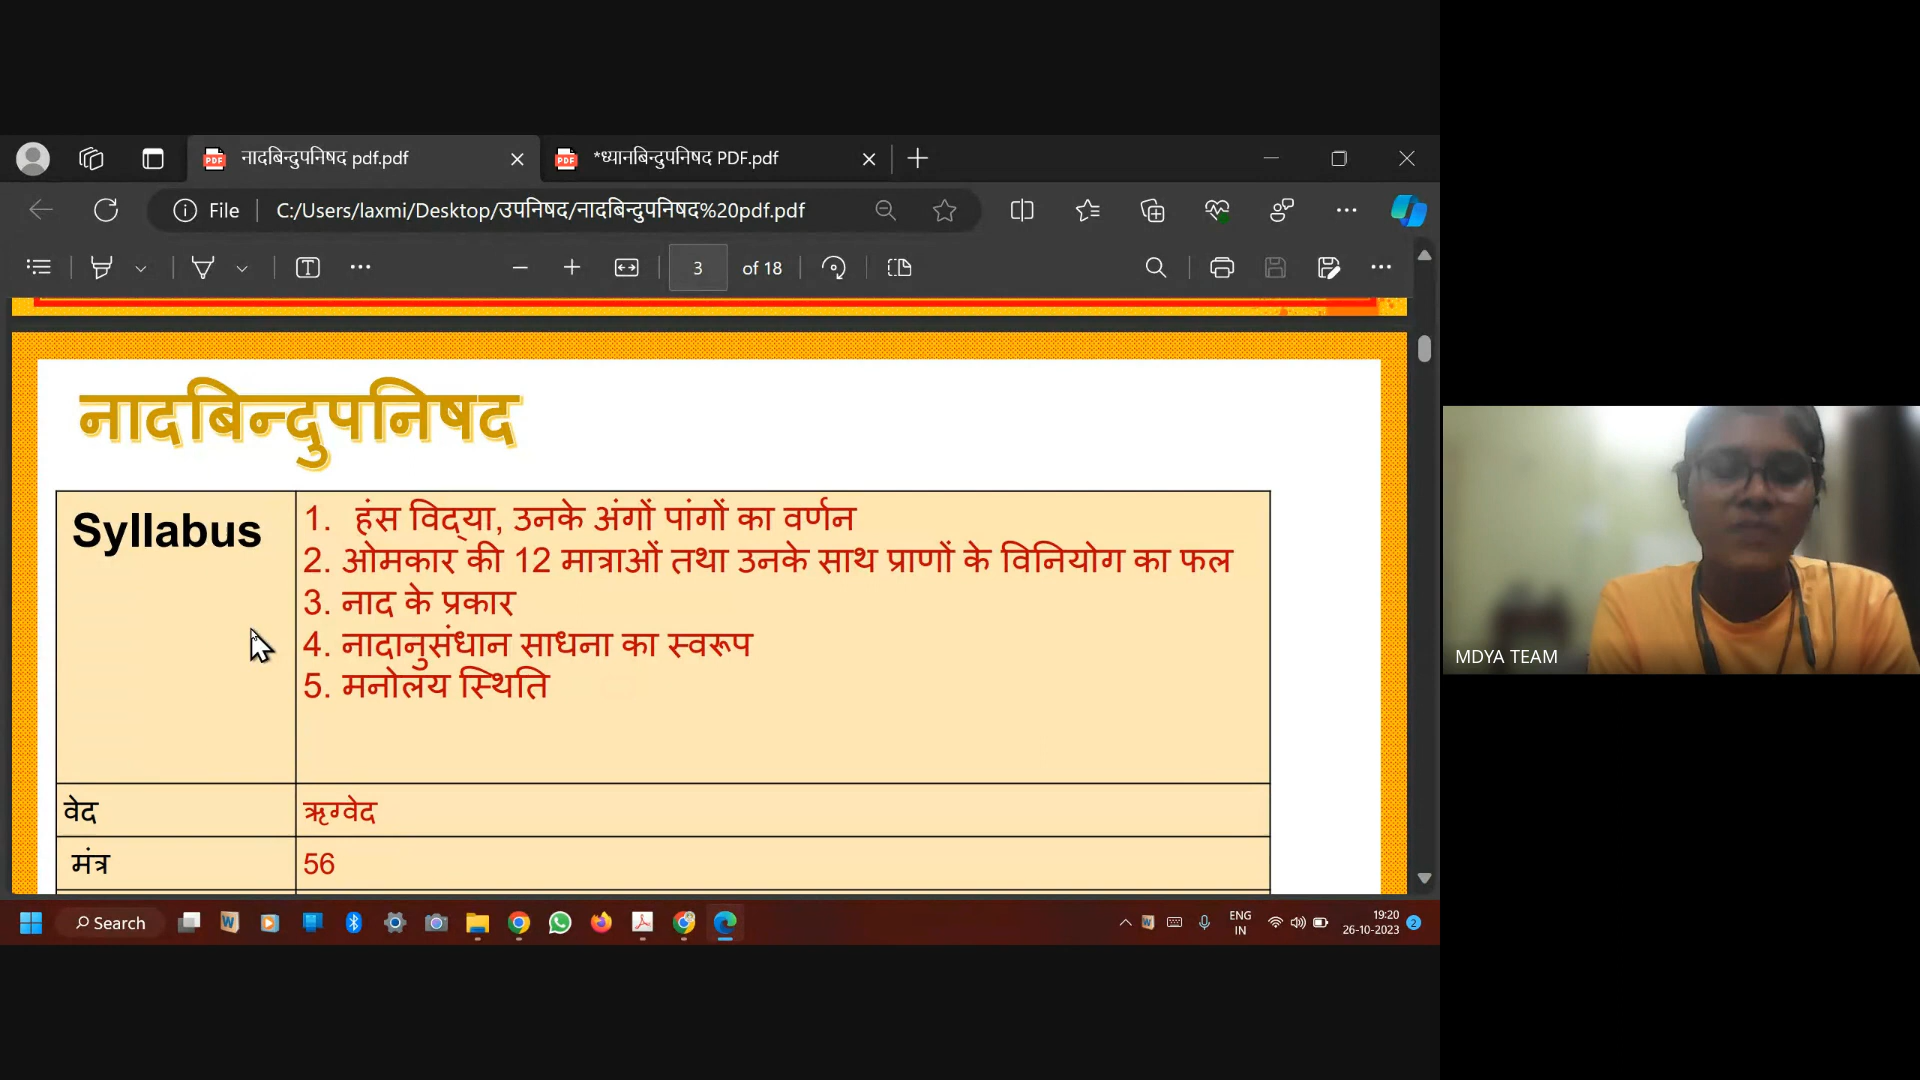 नादबिन्दुपनिषद pdf.pdf
*ध्यानबिन्दुपनिषद PDF.pdf
File
C:/Users/laxmi/Desktop/उपनिषद/नादबिन्दुपनिषद%20pdf.pdf
3 of 18
नादबिन्दुपनिषद
Syllabus
1. हंस विद्या, उनके अंगों पांगों का वर्णन
2. ओमकार की 12 मात्राओं तथा उनके साथ प्राणों के विनियोग का फल
3. नाद के प्रकार
4. नादानुसंधान साधना का स्वरूप
5. मनोलय स्थिति
वेद ऋग्वेद
मंत्र 56
MDYA TEAM
Search
ENG
IN
19:20
26-10-2023
2